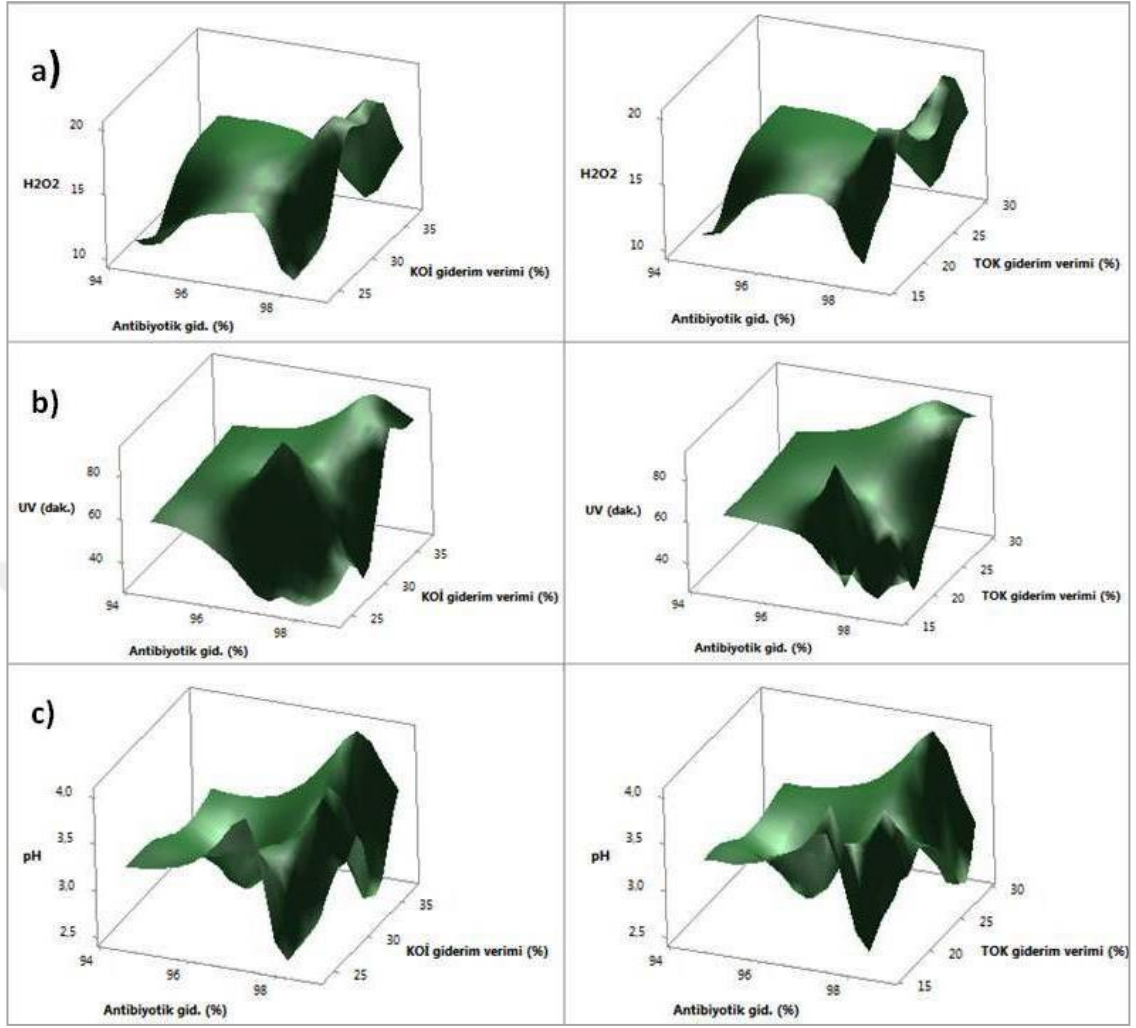 a)
20
H2O2
15
10
94
96
98
Antibiyotik gid. (%)
35
30
25
KOİ giderim verimi (%)
20
H2O2
15
10
94
96
98
Antibiyotik gid. (%)
30
25
20
15
TOK giderim verimi (%)
b)
80
UV (dak.)
60
40
94
96
98
Antibiyotik gid. (%)
35
30
25
KOİ giderim verimi (%)
80
UV (dak.)
60
40
94
96
98
Antibiyotik gid. (%)
30
25
20
15
TOK giderim verimi (%)
c)
4,0
3,5
pH
3,0
2,5
94
96
98
Antibiyotik gid. (%)
35
30
25
KOİ giderim verimi (%)
4,0
3,5
pH
3,0
2,5
94
96
98
Antibiyotik gid. (%)
30
25
20
15
TOK giderim verimi (%)